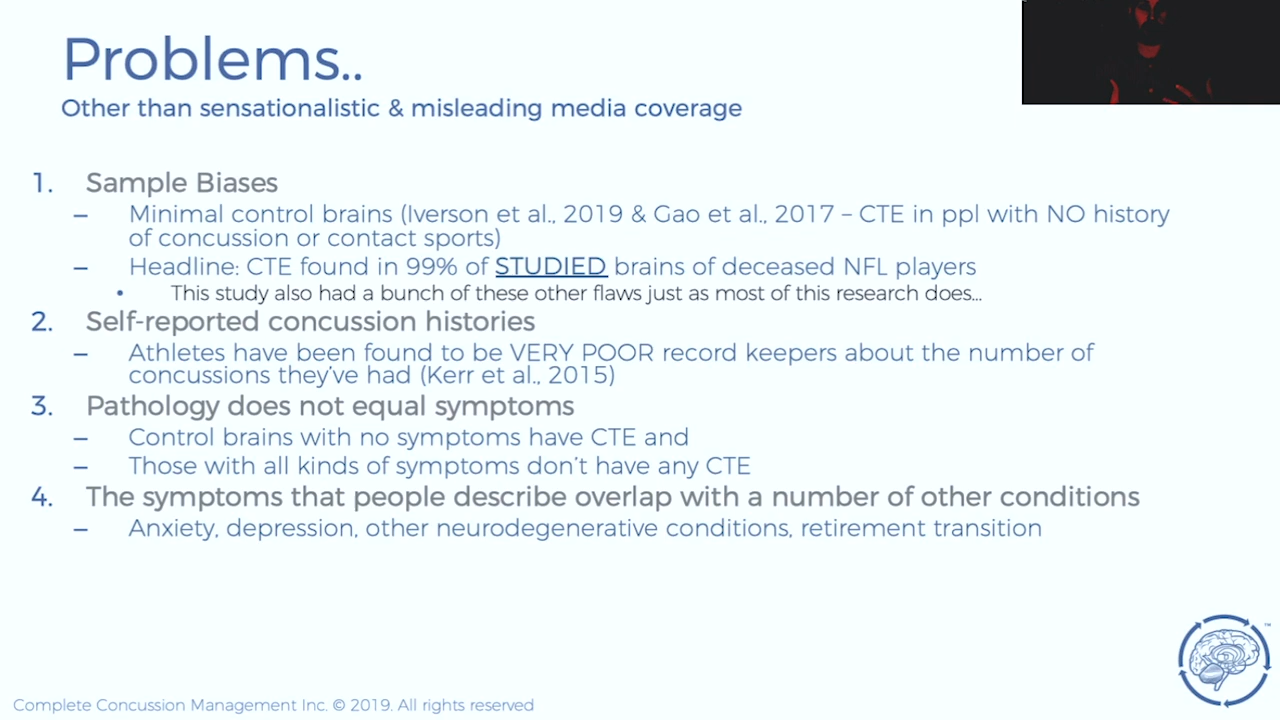 Problems..
Other than sensationalistic & misleading media coverage
1. Sample Biases
– Minimal control brains (Iverson et al., 2019 & Gao et al., 2017 – CTE in ppl with NO history
of concussion or contact sports)
– Headline: CTE found in 99% of STUDIED brains of deceased NFL players
• This study also had a bunch of these other flaws just as most of this research does...
2. Self-reported concussion histories
– Athletes have been found to be VERY POOR record keepers about the number of
concussions they've had (Kerr et al., 2015)
3. Pathology does not equal symptoms
– Control brains with no symptoms have CTE and
– Those with all kinds of symptoms don't have any CTE
4. The symptoms that people describe overlap with a number of other conditions
– Anxiety, depression, other neurodegenerative conditions, retirement transition
™
Complete Concussion Management Inc. © 2019. All rights reserved